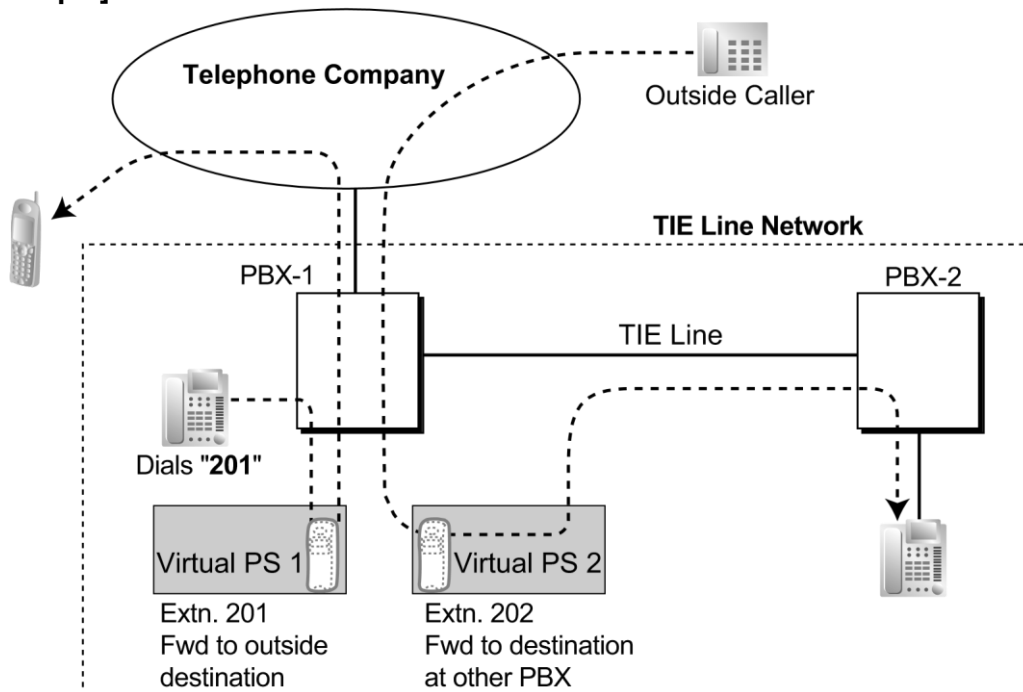 Telephone Company
Outside Caller
TIE Line Network
PBX-1
PBX-2
TIE Line
Dials "201"
Virtual PS 1
Virtual PS 2
Extn. 201
Fwd to outside
destination
Extn. 202
Fwd to destination
at other PBX